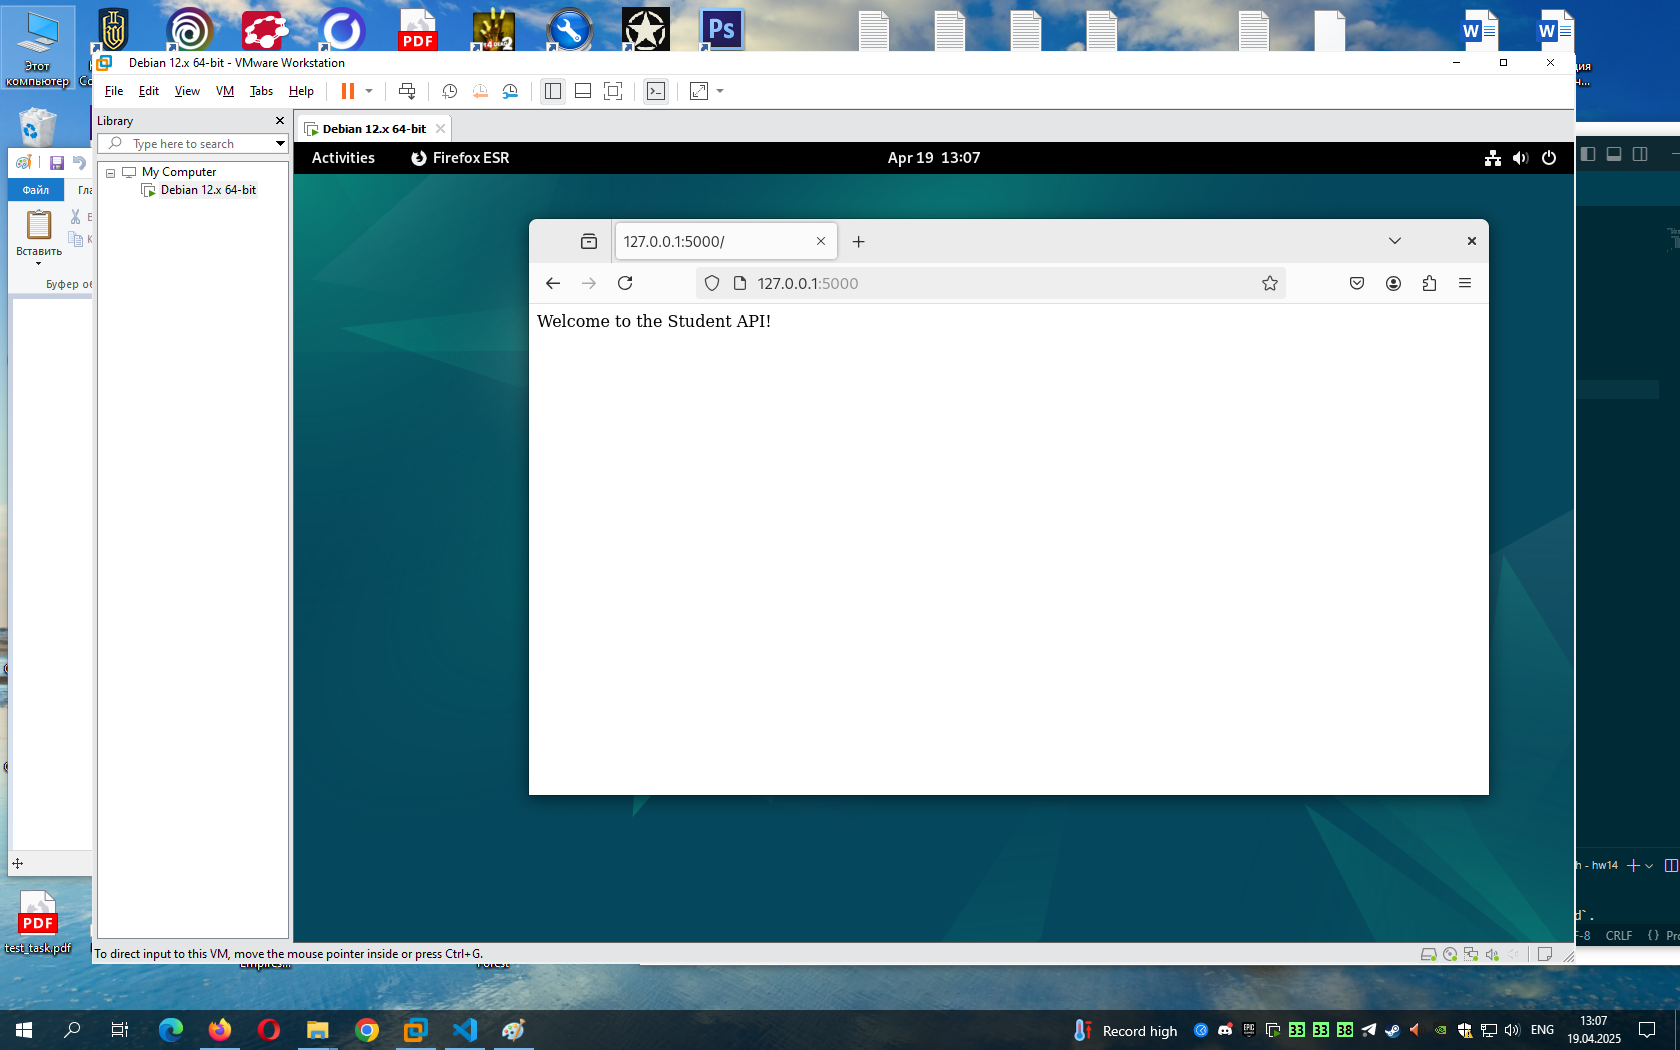 Этот
компьютер
PDF
Ps
W
W
Debian 12.x 64-bit - VMware Workstation
File Edit View VM Tabs Help
Library
Type here to search
My Computer
Debian 12.x 64-bit
Debian 12.x 64-bit
Activities
Firefox ESR
Apr 19 13:07
127.0.0.1:5000/
127.0.0.1:5000
Welcome to the Student API!
Файл
Вставить
PDF
test_task.pdf
To direct input to this VM, move the mouse pointer inside or press Ctrl+G.
- hw14
CRLF
Record high
33 33 38
ENG
13:07
19.04.2025